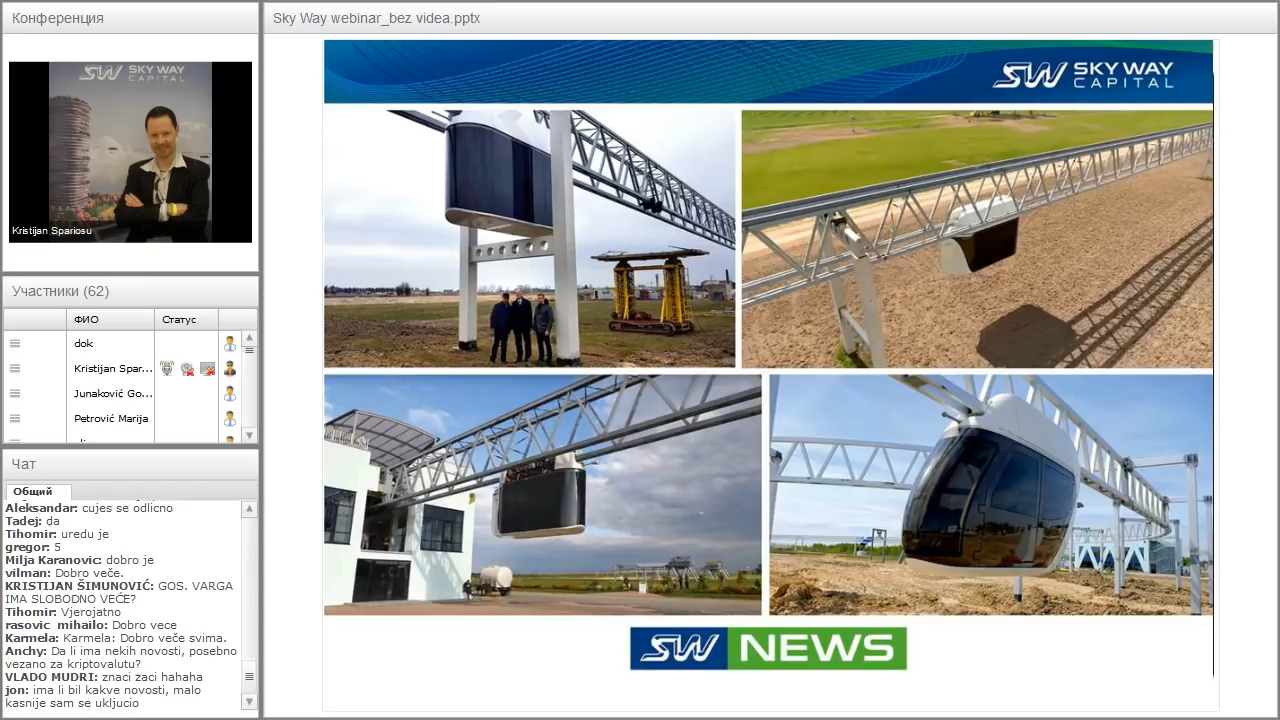 Конференция
SW SKY WAY
CAPITAL
Kristijan Spariosu
Участники (62)
ФИО Статус
dok
Kristijan Spar...
Junaković Go...
Petrović Marija
Чат
Общий
Aleksandar: cujes se odlicno
Tadej: da
Tihomir: uredu je
gregor: 5
Milja Karanovic: dobro je
vilman: Dobro veče.
KRISTIJAN ŠIMUNOVIĆ: GOS. VARGA
IMA SLOBODNO VEĆE?
Tihomir: Vjerojatno
rasovic_mihailo: Dobro vece
Karmela: Karmela: Dobro veče svima.
Anchy: Da li ima nekih novosti, posebno
vezano za kriptovalutu?
VLADO MUDRI: znaci zaci hahaha
jon: ima li bil kakve novosti, malo
kasnije sam se ukljucio
Sky Way webinar_bez videa.pptx
SW SKY WAY
CAPITAL
SW NEWS